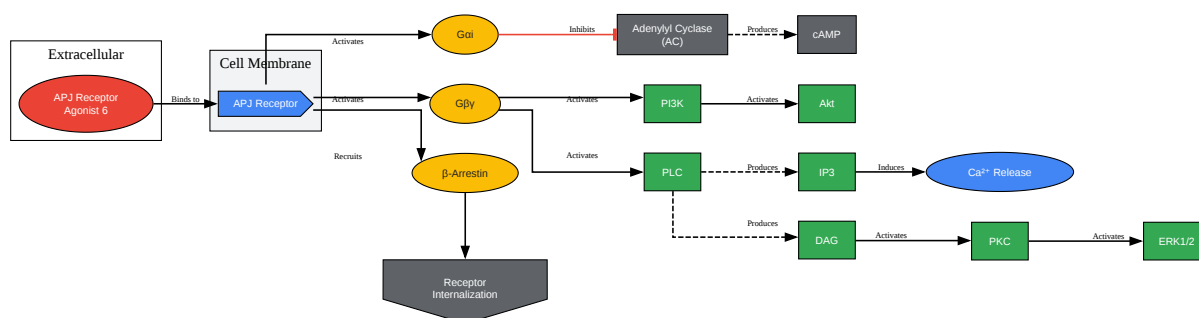 Extracellular
APJ Receptor
Agonist 6
Binds to
Cell Membrane
APJ Receptor
Activates
Gαi
Inhibits
Adenylyl Cyclase
(AC)
Produces
cAMP
Activates
Gβγ
Activates
PI3K
Activates
Akt
Recruits
β-Arrestin
Activates
PLC
Produces
IP3
Induces
Ca²⁺ Release
Produces
DAG
Activates
PKC
Activates
ERK1/2
Receptor
Internalization